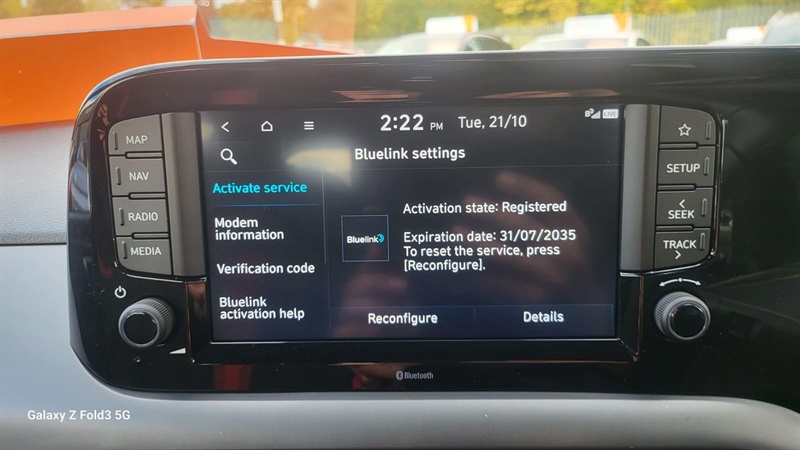 2:22 PM Tue, 21/10
LIVE
Bluelink settings
MAP
NAV
RADIO
MEDIA
Activate service
Modem
information
Verification code
Bluelink
activation help
Bluelink
Activation state: Registered
Expiration date: 31/07/2035
To reset the service, press
[Reconfigure].
Reconfigure
Details
SETUP
< SEEK
TRACK >
Bluetooth
Galaxy Z Fold3 5G